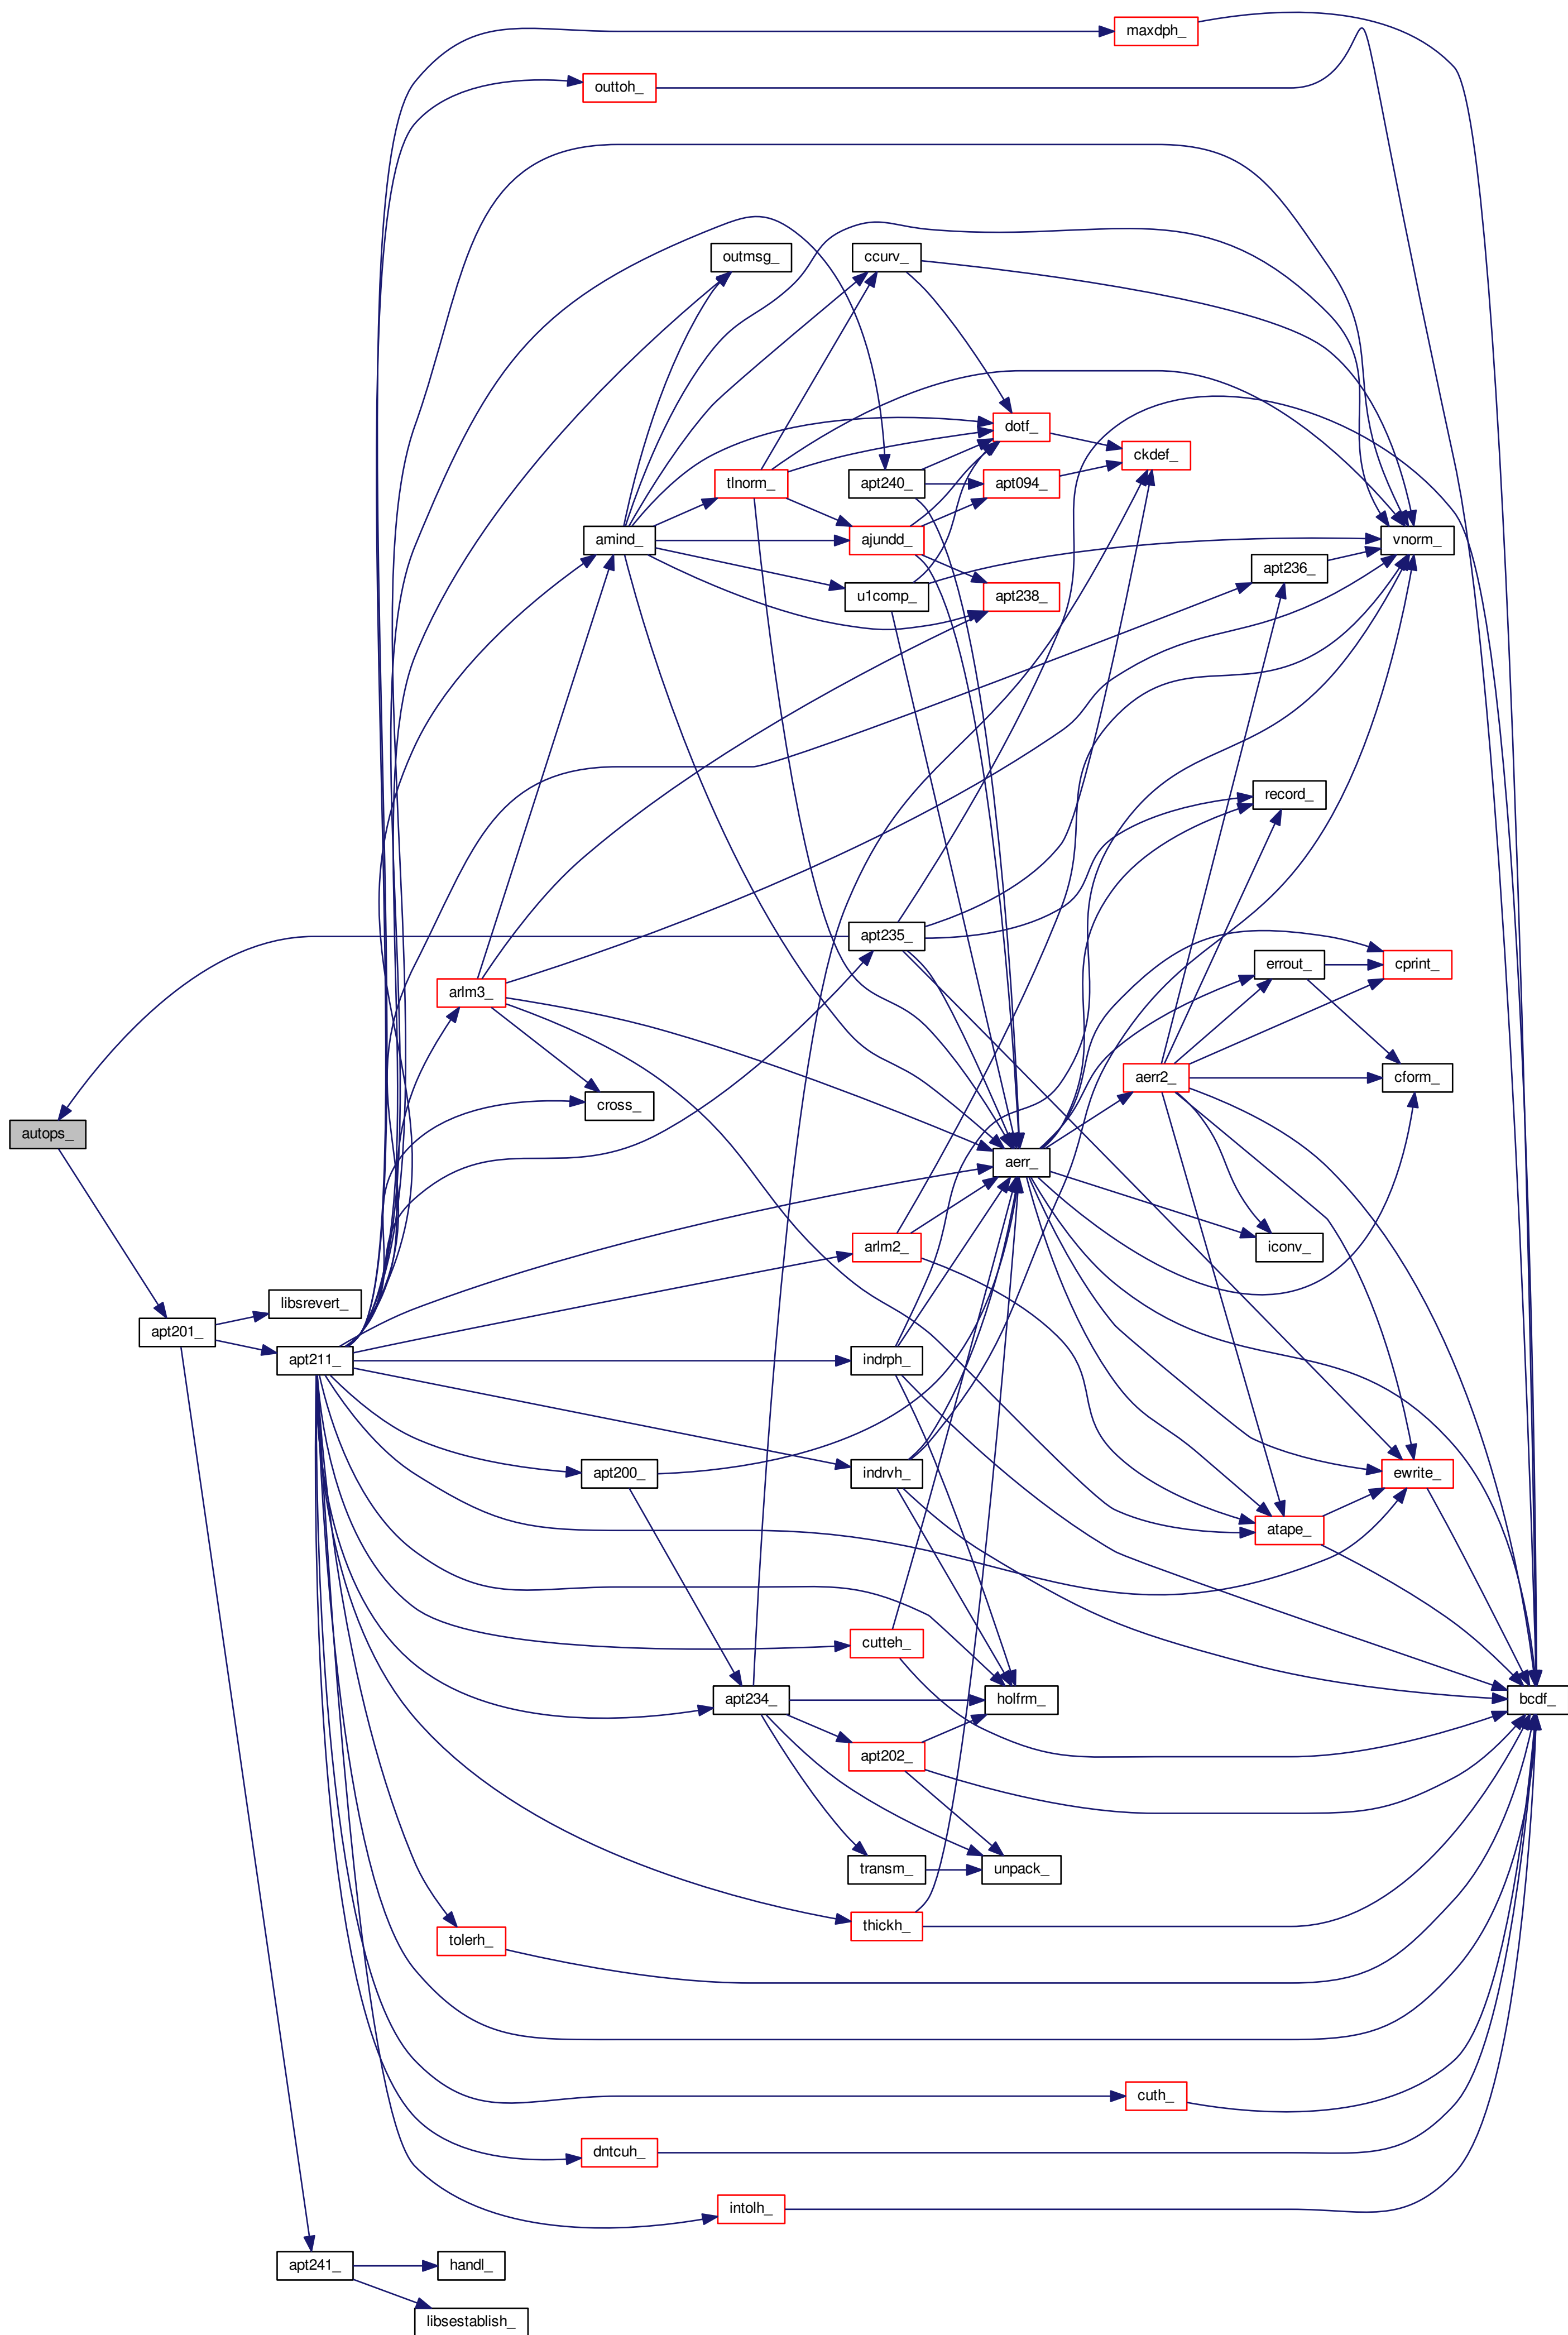 maxdph_
outtoh_
outmsg_
ccurv_
dotf_
ckdef_
tlnorm_
apt240_
apt094_
amind_
ajundd_
vnorm_
apt236_
u1comp_
apt238_
record_
apt235_
errout_
cprint_
arlm3_
aerr2_
cform_
cross_
autops_
aerr_
arlm2_
iconv_
libsrevert_
apt201_
apt211_
indrph_
apt200_
indrvh_
ewrite_
atape_
cutteh_
apt234_
holfrm_
bcdf_
apt202_
transm_
unpack_
thickh_
tolerh_
cuth_
dntcuh_
intolh_
apt241_
handl_
libsestablish_